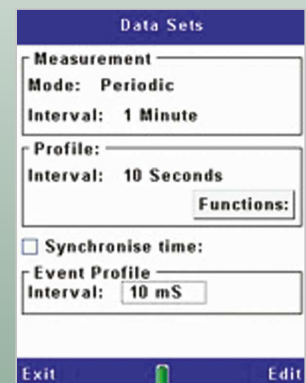 Data Sets
Measurement
Mode: Periodic
Interval: 1 Minute
Profile:
Interval: 10 Seconds
Functions:
Synchronise time:
Event Profile
Interval: 10 mS
Exit Edit